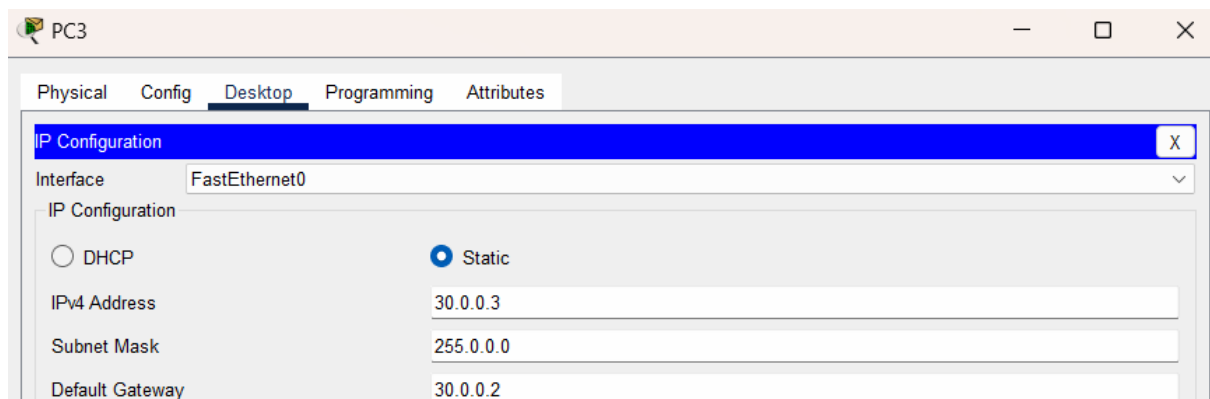 PC3
Physical Config Desktop Programming Attributes
IP Configuration X
Interface FastEthernet0
IP Configuration
DHCP Static
IPv4 Address 30.0.0.3
Subnet Mask 255.0.0.0
Default Gateway 30.0.0.2